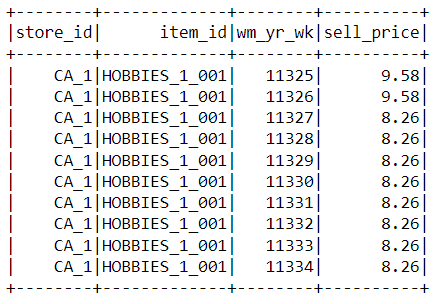 +--------+-------------+--------+----------+
|store_id|      item_id|wm_yr_wk|sell_price|
+--------+-------------+--------+----------+
|    CA_1|HOBBIES_1_001|   11325|      9.58|
|    CA_1|HOBBIES_1_001|   11326|      9.58|
|    CA_1|HOBBIES_1_001|   11327|      8.26|
|    CA_1|HOBBIES_1_001|   11328|      8.26|
|    CA_1|HOBBIES_1_001|   11329|      8.26|
|    CA_1|HOBBIES_1_001|   11330|      8.26|
|    CA_1|HOBBIES_1_001|   11331|      8.26|
|    CA_1|HOBBIES_1_001|   11332|      8.26|
|    CA_1|HOBBIES_1_001|   11333|      8.26|
|    CA_1|HOBBIES_1_001|   11334|      8.26|
+--------+-------------+--------+----------+